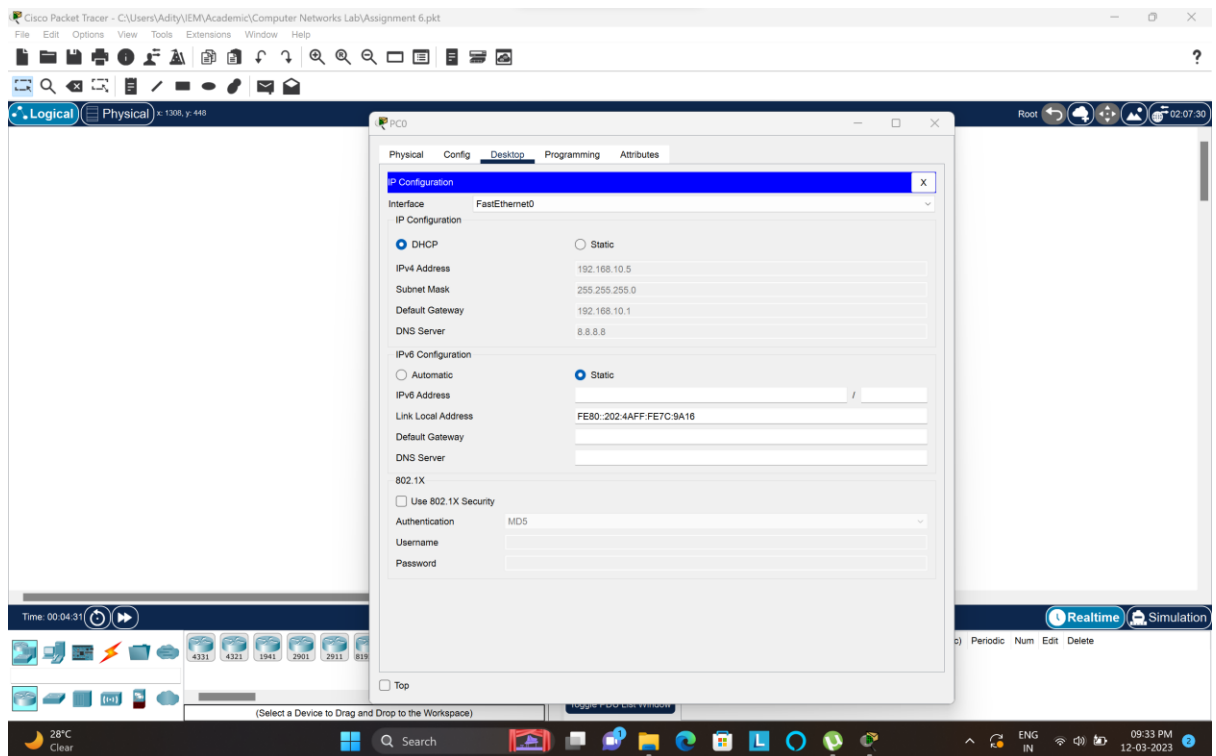 Cisco Packet Tracer - C:\Users\Adity\IEM\Academic\Computer Networks Lab\Assignment 6.pkt
File Edit Options View Tools Extensions Window Help
?
Logical Physical x: 1308, y: 448
Root 02:07:30
PC0
Physical Config Desktop Programming Attributes
IP Configuration X
Interface FastEthernet0
IP Configuration
DHCP Static
IPv4 Address 192.168.10.5
Subnet Mask 255.255.255.0
Default Gateway 192.168.10.1
DNS Server 8.8.8.8
IPv6 Configuration
Automatic Static
IPv6 Address /
Link Local Address FE80::202:4AFF:FE7C:9A16
Default Gateway
DNS Server
802.1X
Use 802.1X Security
Authentication MD5
Username
Password
Top
Time: 00:04:31
Realtime Simulation
4331 4321 1941 2901 2911
c) Periodic Num Edit Delete
(Select a Device to Drag and Drop to the Workspace)
Toggle PDU List Window
28°C
Clear
Search
L
1
ENG
IN
09:33 PM
12-03-2023
2